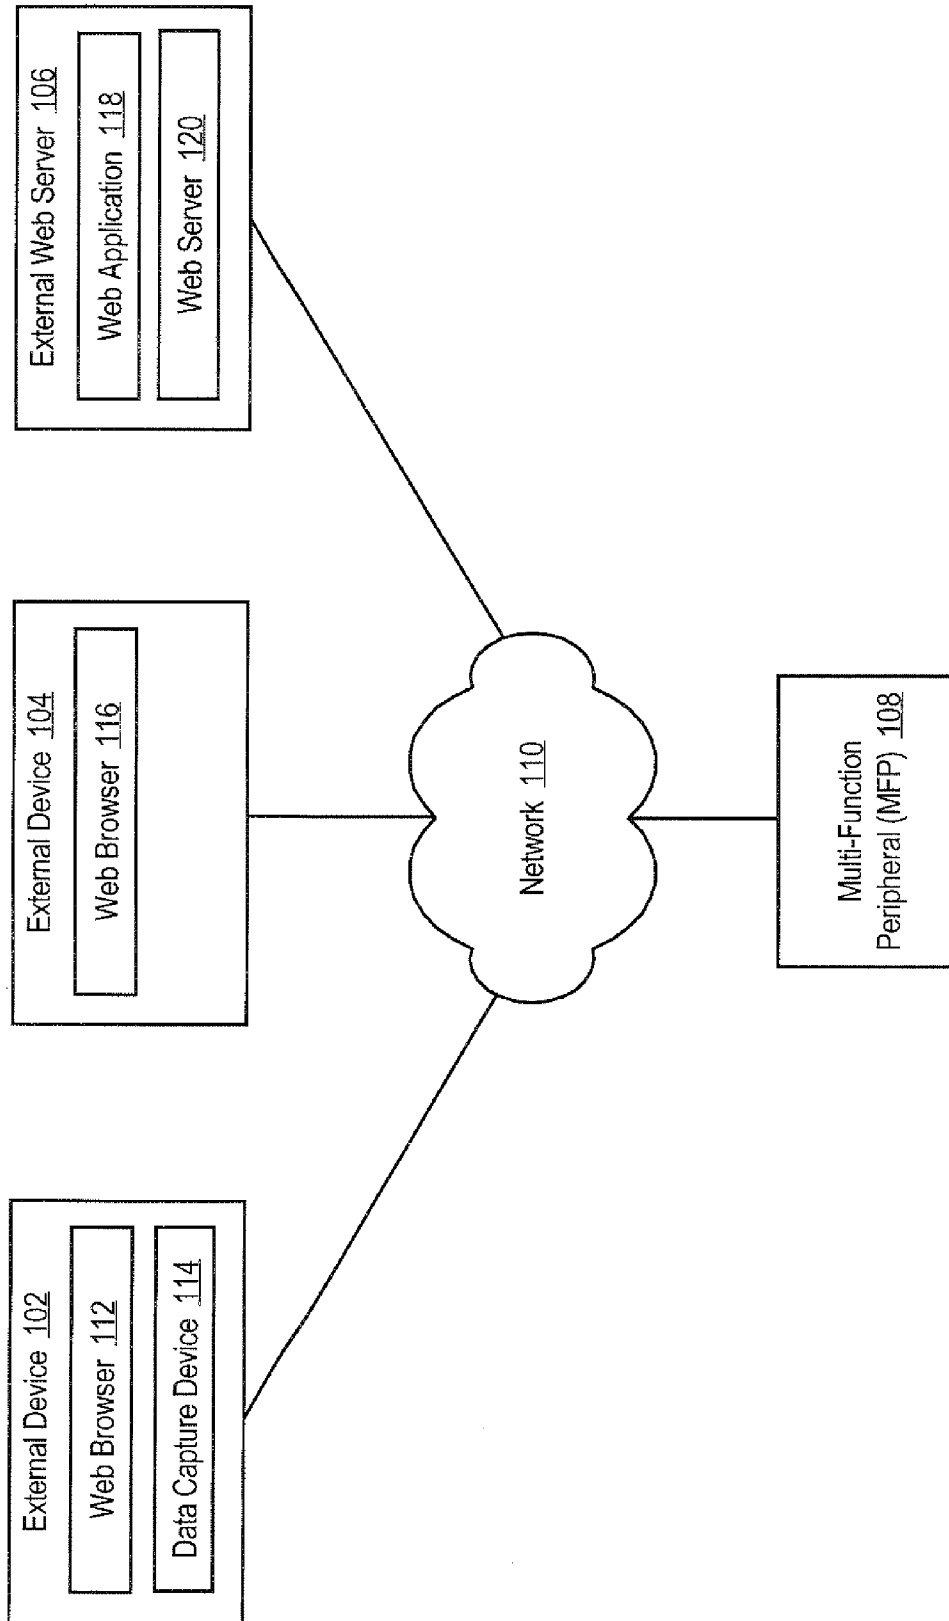 External Device 102
Web Browser 112
Data Capture Device 114
External Device 104
Web Browser 116
External Web Server 106
Web Application 118
Web Server 120
Network 110
Multi-Function
Peripheral (MFP) 108